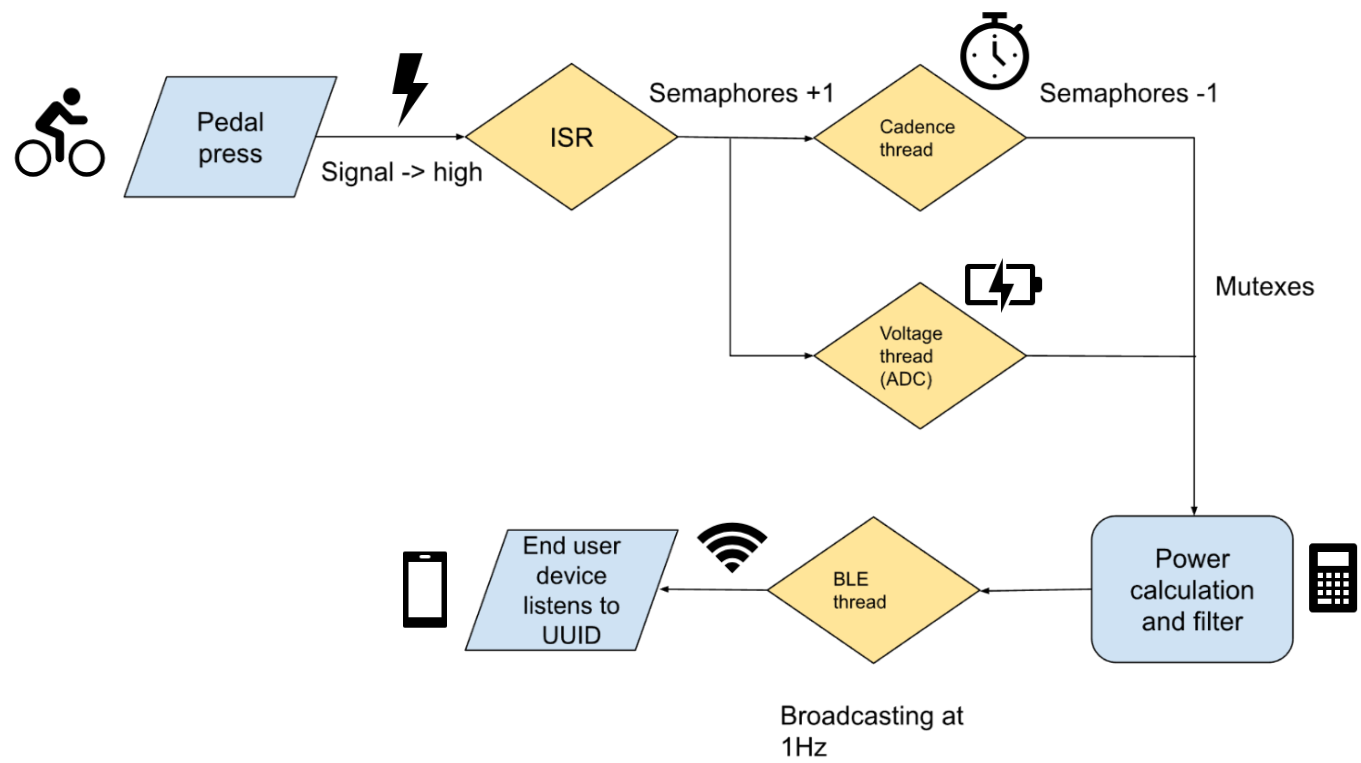 Pedal
press
Signal -> high
ISR
Semaphores +1
Cadence
thread
Semaphores -1
Voltage
thread
(ADC)
Mutexes
Power
calculation
and filter
BLE
thread
Broadcasting at
1Hz
End user
device
listens to
UUID